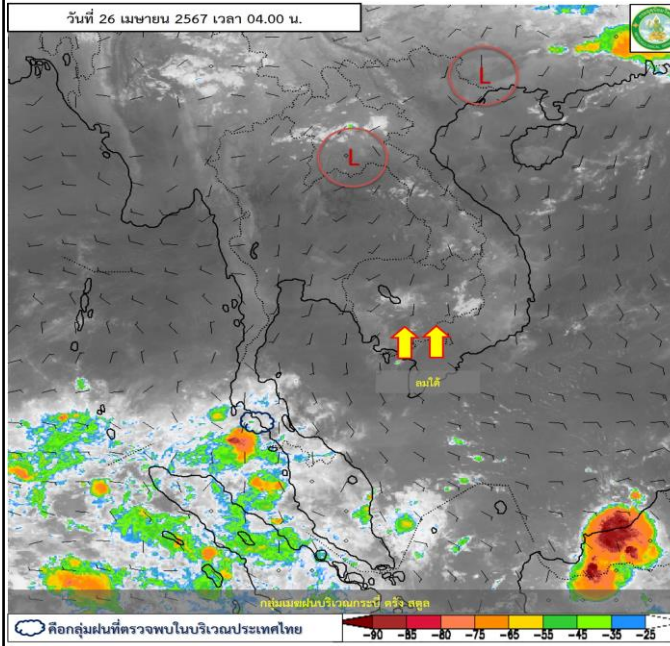 วันที่ 26 เมษายน 2567 เวลา 04.00 น.
L
L
ลมใต้
กลุ่มเมฆฝนบริเวณกระบี่ ตรัง สตูล
คือกลุ่มฝนที่ตรวจพบในบริเวณประเทศไทย
-90 -85 -80 -75 -65 -55 -45 -35 -25